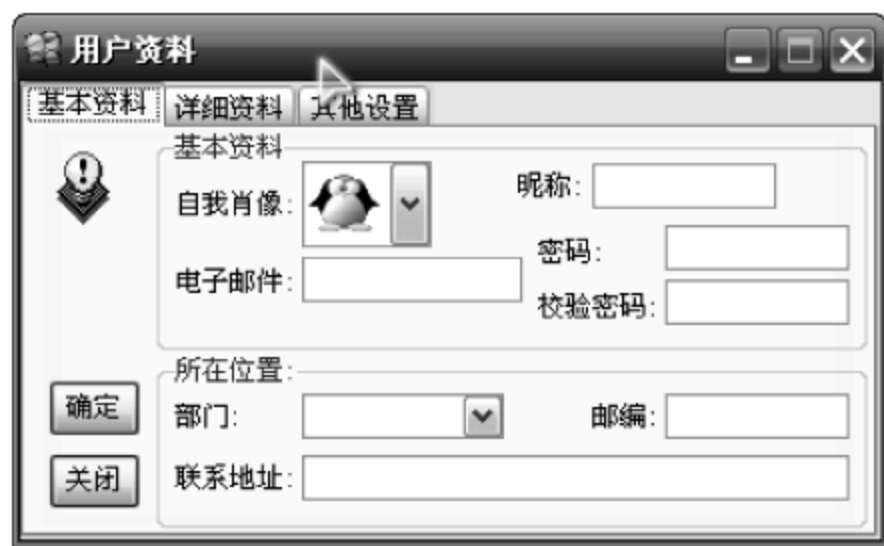 用户资料
基本资料 详细资料 其他设置
基本资料
自我肖像: 昵称:
密码:
电子邮件:
校验密码:
所在位置:
确定 部门: 邮编:
关闭 联系地址: